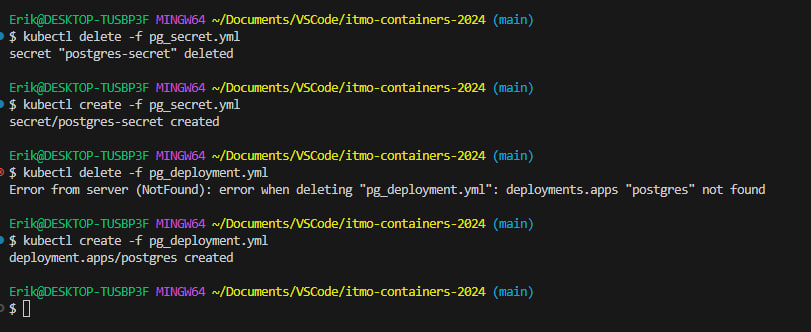 Erik@DESKTOP-TUSBP3F MINGW64 ~/Documents/VSCode/itmo-containers-2024 (main)
$ kubectl delete -f pg_secret.yml
secret "postgres-secret" deleted
Erik@DESKTOP-TUSBP3F MINGW64 ~/Documents/VSCode/itmo-containers-2024 (main)
$ kubectl create -f pg_secret.yml
secret/postgres-secret created
Erik@DESKTOP-TUSBP3F MINGW64 ~/Documents/VSCode/itmo-containers-2024 (main)
$ kubectl delete -f pg_deployment.yml
Error from server (NotFound): error when deleting "pg_deployment.yml": deployments.apps "postgres" not found
Erik@DESKTOP-TUSBP3F MINGW64 ~/Documents/VSCode/itmo-containers-2024 (main)
$ kubectl create -f pg_deployment.yml
deployment.apps/postgres created
Erik@DESKTOP-TUSBP3F MINGW64 ~/Documents/VSCode/itmo-containers-2024 (main)
$